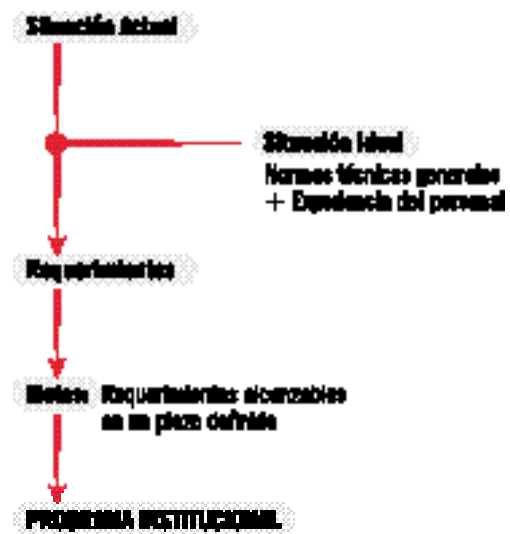 Situación Actual
Situación Ideal
Normas técnicas generales
+ Experiencia del personal
Requerimientos
Metas: Requerimientos alcanzables
en un plazo definido
PROGRAMA INSTITUCIONAL